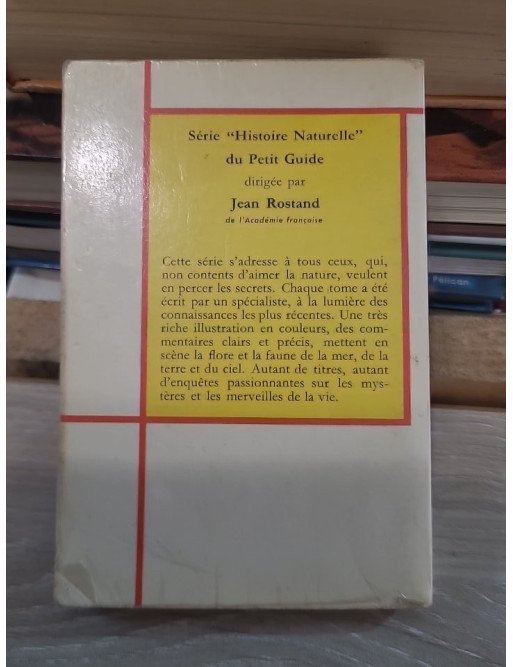 Série "Histoire Naturelle"
du Petit Guide
dirigée par
Jean Rostand
de l'Académie française
Cette série s'adresse à tous ceux, qui,
non contents d'aimer la nature, veulent
en percer les secrets. Chaque tome a été
écrit par un spécialiste, à la lumière des
connaissances les plus récentes. Une très
riche illustration en couleurs, des com-
mentaires clairs et précis, mettent en
scène la flore et la faune de la mer, de la
terre et du ciel. Autant de titres, autant
d'enquêtes passionnantes sur les mys-
tères et les merveilles de la vie.
Pelican